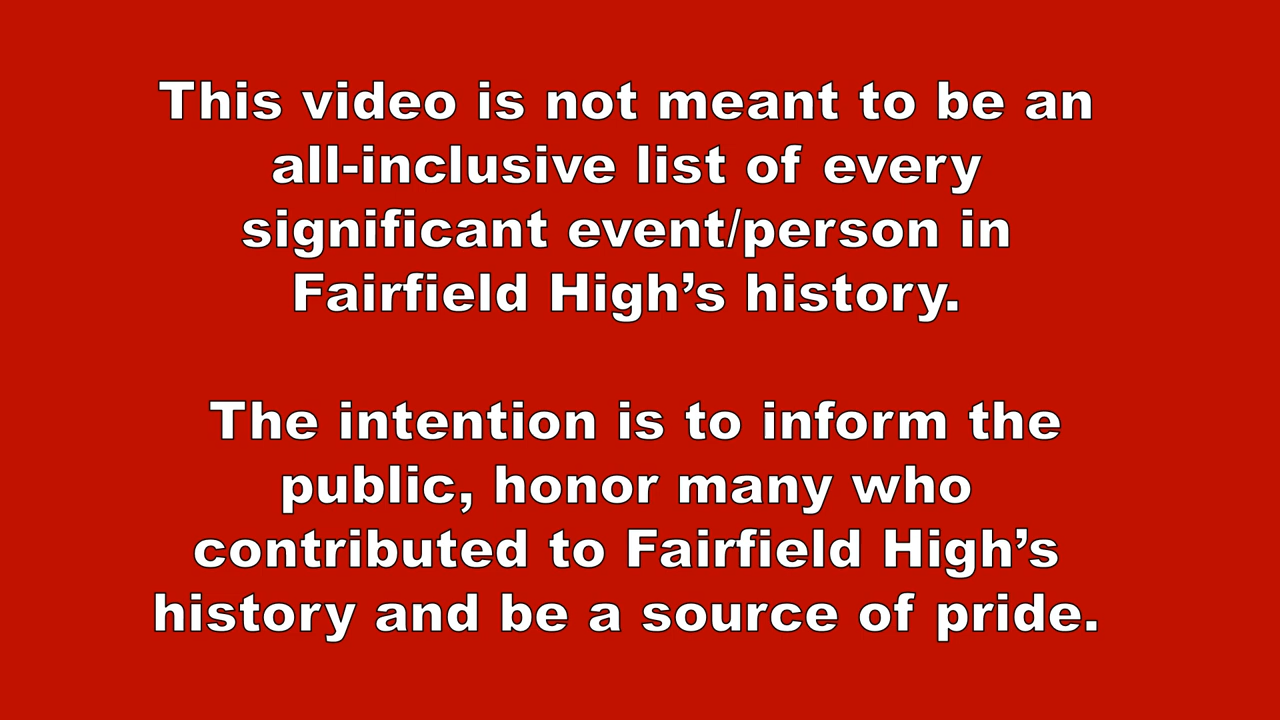 This video is not meant to be an
all-inclusive list of every
significant event/person in
Fairfield High’s history.
The intention is to inform the
public, honor many who
contributed to Fairfield High’s
history and be a source of pride.